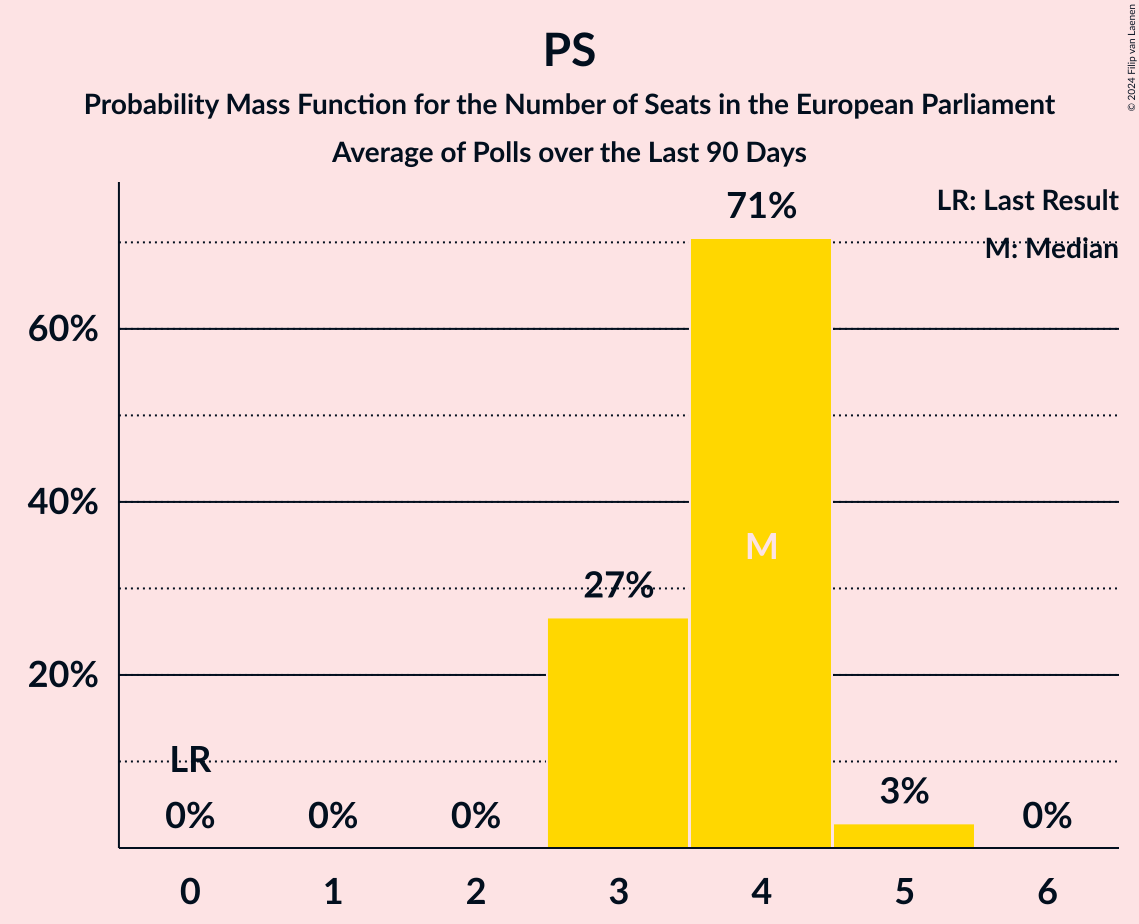 PS
Probability Mass Function for the Number of Seats in the European Parliament
Average of Polls over the Last 90 Days
© 2024 Filip van Laenen
LR: Last Result
M: Median
71%
60%
40%
M
27%
20%
LR
0%
0%
0%
3%
0%
0 1 2 3 4 5 6